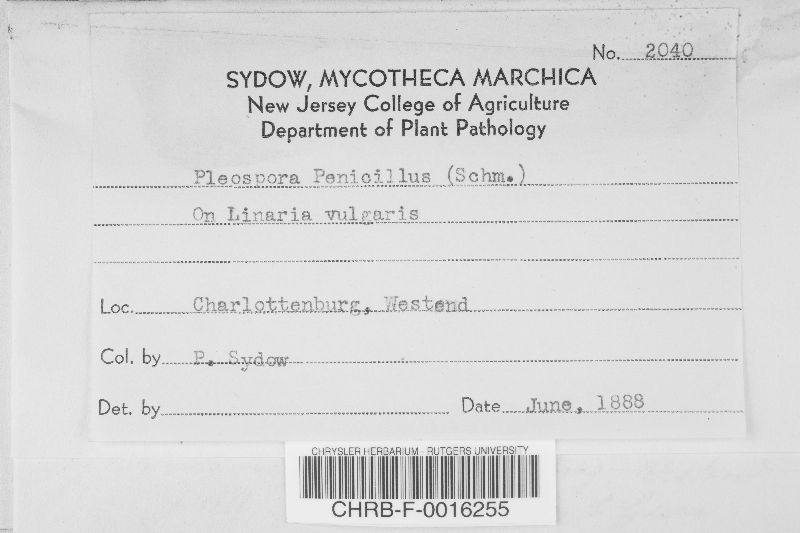 No. 2040
SYDOW, MYCOTHECA MARCHICA
New Jersey College of Agriculture
Department of Plant Pathology
Pleospora Penicillus (Schm.)
On Linaria vulgaris
Loc. Charlottenburg, Westend
Col. by P. Sydow
Det. by Date June, 1888
CHRYSLER HERBARIUM - RUTGERS UNIVERSITY
CHRB-F-0016255